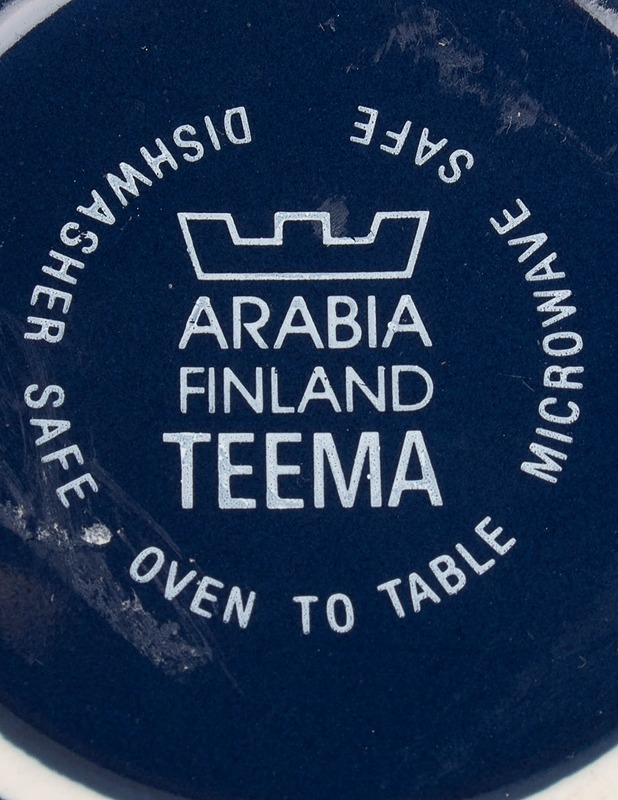 ARABIA
FINLAND
TEEMA
DISHWASHER SAFE
OVEN TO TABLE
MICROWAVE SAFE